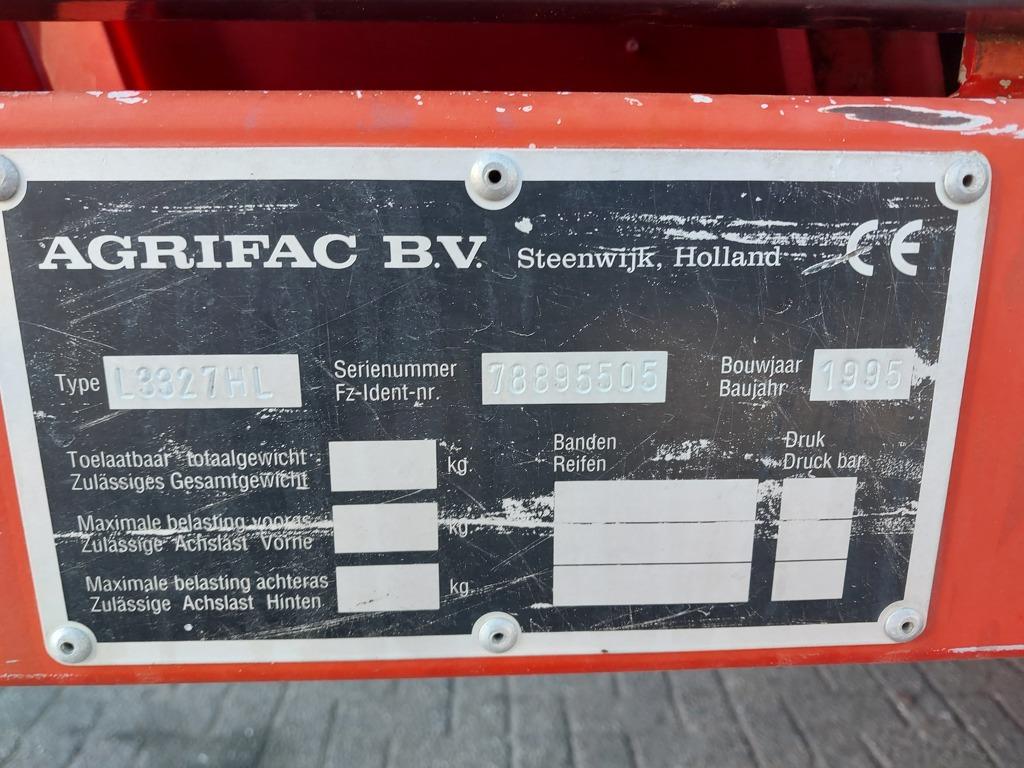 AGRIFAC B.V. Steenwijk, Holland CE
Type L3327HL
Serienummer 78895505
Fz-Ident-nr.
Bouwjaar 1995
Baujahr
Toelaatbaar totaalgewicht kg.
Zulässiges Gesamtgewicht
Banden
Reifen
Druk
Druck bar
Maximale belasting vooras kg.
Zulässige Achslast Vorne
Maximale belasting achteras kg.
Zulässige Achslast Hinten